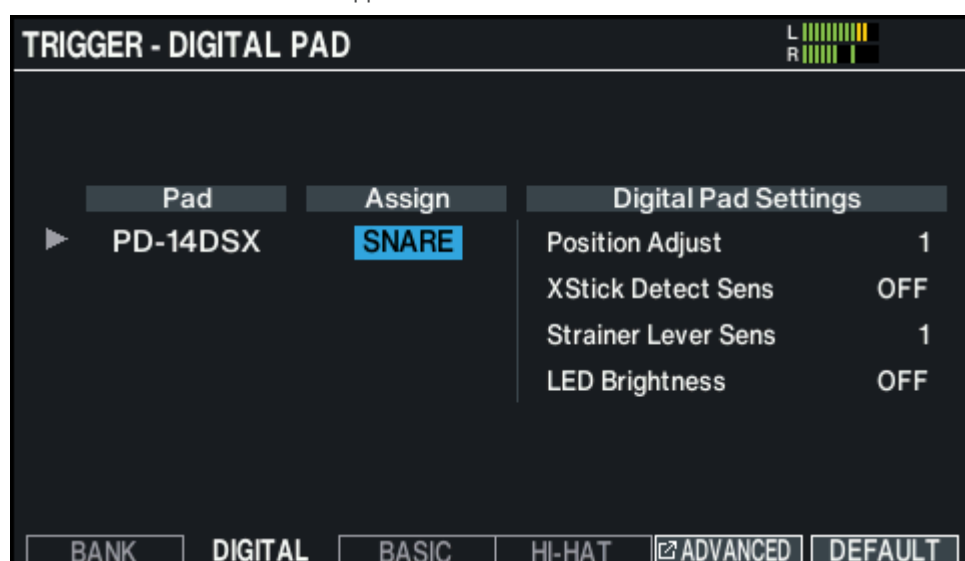 TRIGGER - DIGITAL PAD
L
R
Pad Assign Digital Pad Settings
PD-14DSX SNARE Position Adjust 1
XStick Detect Sens OFF
Strainer Lever Sens 1
LED Brightness OFF
BANK DIGITAL BASIC HI-HAT ADVANCED DEFAULT